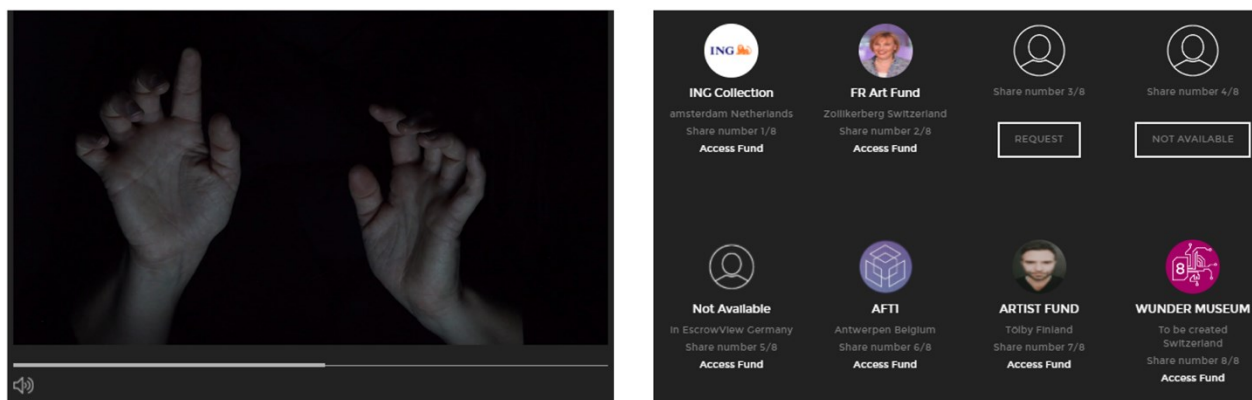 ING
ING Collection
amsterdam Netherlands
Share number 1/8
Access Fund
FR Art Fund
Zollikerberg Switzerland
Share number 2/8
Access Fund
Share number 3/8
REQUEST
Share number 4/8
NOT AVAILABLE
Not Available
in EscrowView Germany
Share number 5/8
Access Fund
AFTI
Antwerpen Belgium
Share number 6/8
Access Fund
ARTIST FUND
Tölby Finland
Share number 7/8
Access Fund
8
WUNDER MUSEUM
To be created
Switzerland
Share number 8/8
Access Fund